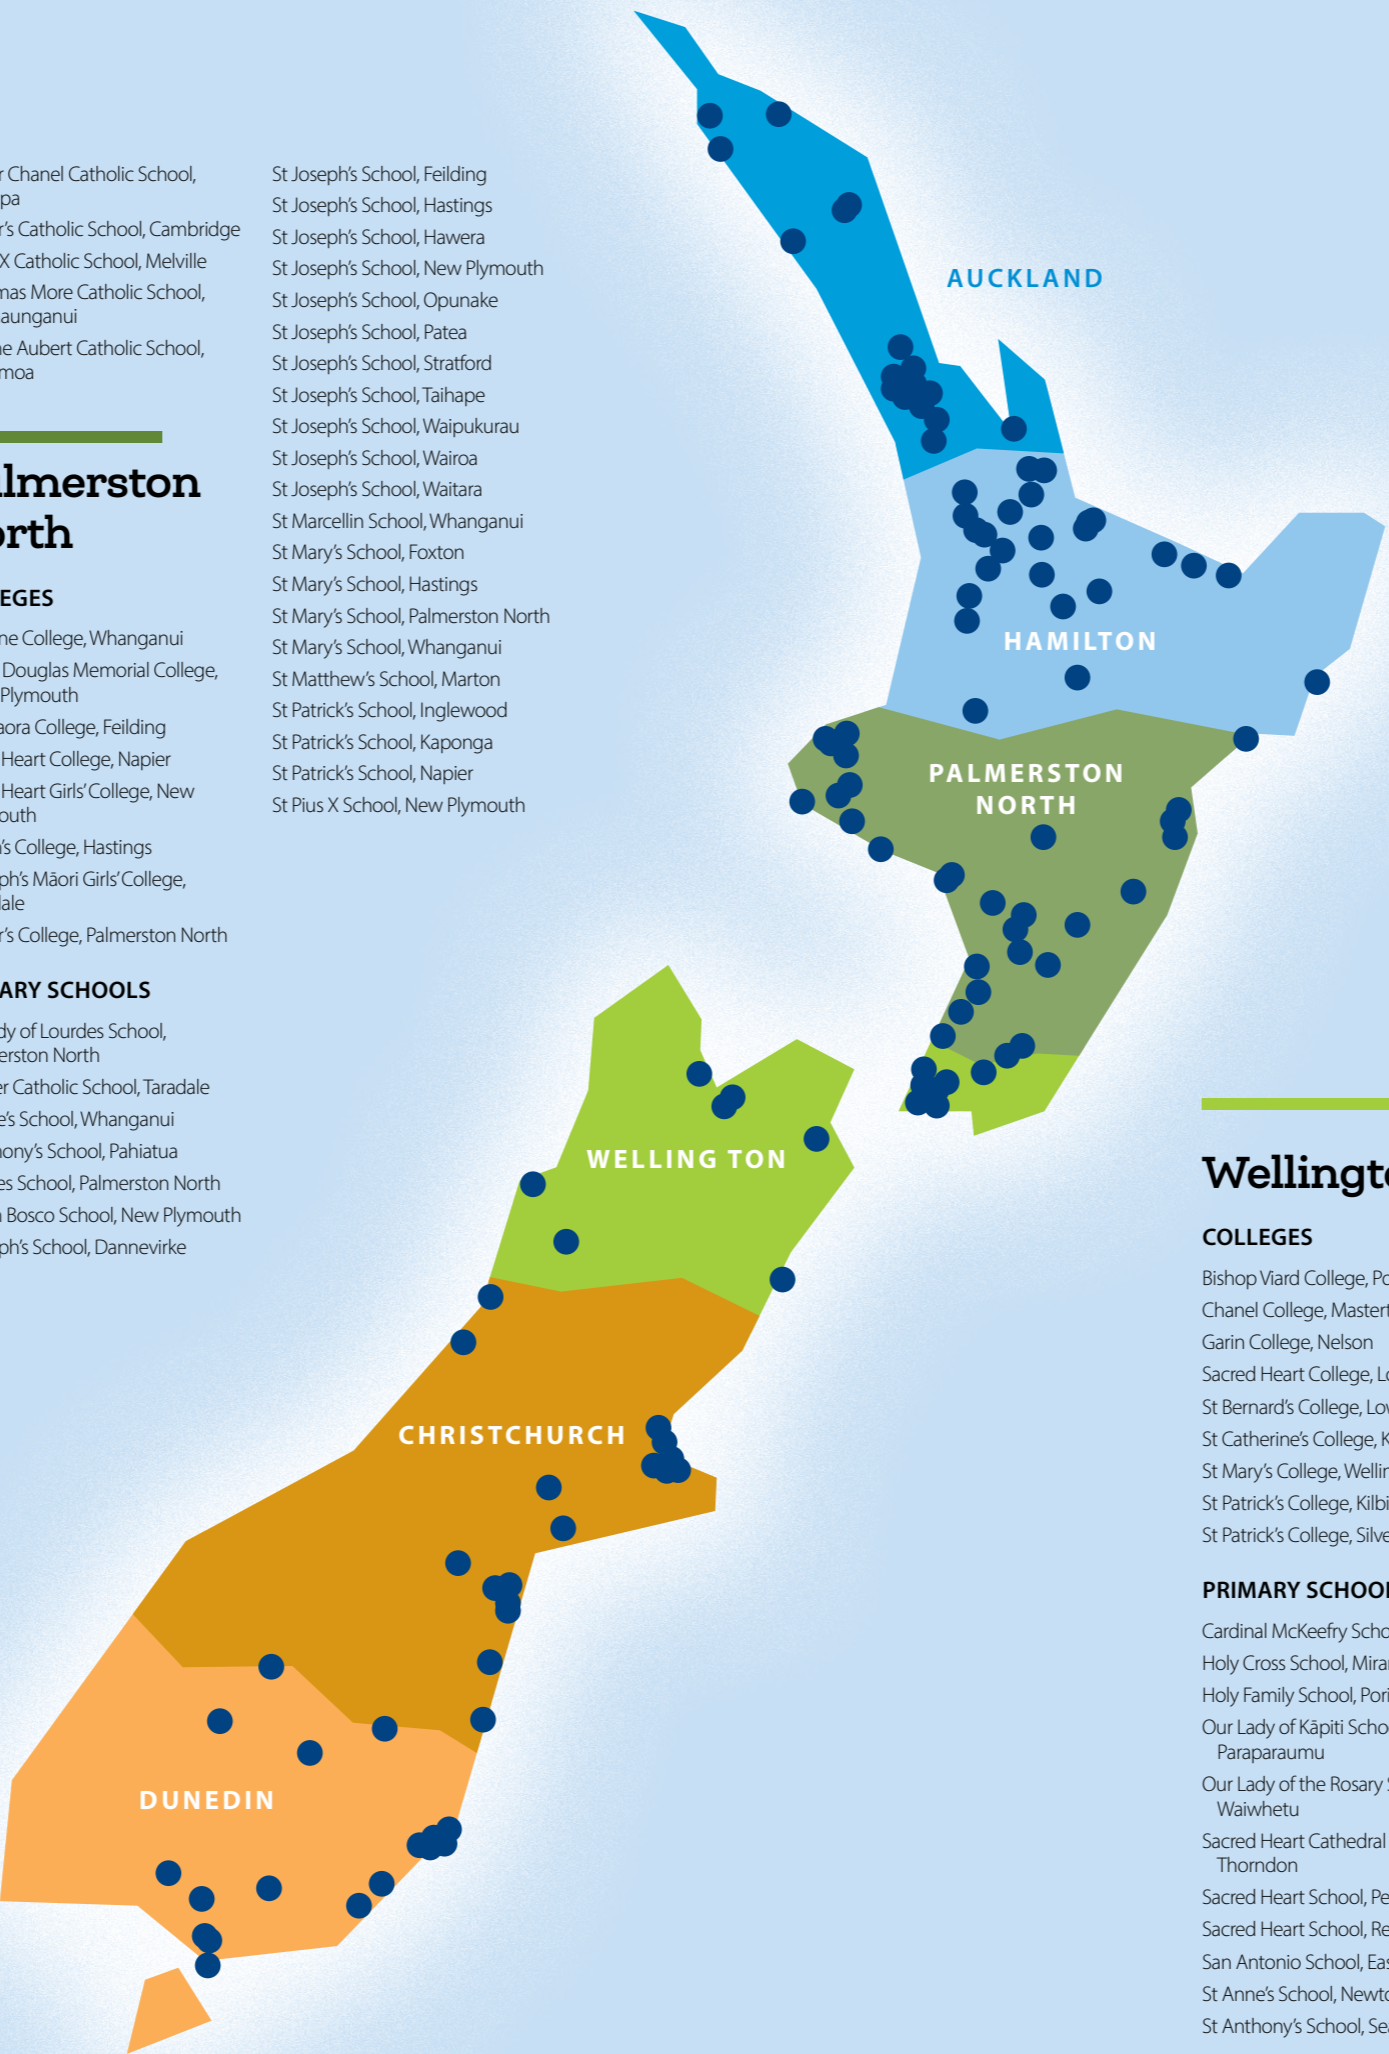 r Chanel Catholic School,
pa
r's Catholic School, Cambridge
X Catholic School, Melville
mas More Catholic School,
aunganui
ne Aubert Catholic School,
moa
almerston
orth
EGES
ne College, Whanganui
Douglas Memorial College,
Plymouth
aora College, Feilding
Heart College, Napier
Heart Girls' College, New
outh
's College, Hastings
ph's Māori Girls' College,
dale
r's College, Palmerston North
ARY SCHOOLS
dy of Lourdes School,
erston North
er Catholic School, Taradale
e's School, Whanganui
hony's School, Pahiatua
es School, Palmerston North
n Bosco School, New Plymouth
ph's School, Dannevirke
St Joseph's School, Feilding
St Joseph's School, Hastings
St Joseph's School, Hawera
St Joseph's School, New Plymouth
St Joseph's School, Opunake
St Joseph's School, Patea
St Joseph's School, Stratford
St Joseph's School, Taihape
St Joseph's School, Waipukurau
St Joseph's School, Wairoa
St Joseph's School, Waitara
St Marcellin School, Whanganui
St Mary's School, Foxton
St Mary's School, Hastings
St Mary's School, Palmerston North
St Mary's School, Whanganui
St Matthew's School, Marton
St Patrick's School, Inglewood
St Patrick's School, Kaponga
St Patrick's School, Napier
St Pius X School, New Plymouth
AUCKLAND
HAMILTON
PALMERSTON
NORTH
WELLING TON
CHRISTCHURCH
DUNEDIN
Wellingt
COLLEGES
Bishop Viard College, Po
Chanel College, Mastert
Garin College, Nelson
Sacred Heart College, Lo
St Bernard's College, Low
St Catherine's College, K
St Mary's College, Wellin
St Patrick's College, Kilbi
St Patrick's College, Silve
PRIMARY SCHOOL
Cardinal McKeefry Scho
Holy Cross School, Mirar
Holy Family School, Pori
Our Lady of Kāpiti Schoo
Paraparaumu
Our Lady of the Rosary S
Waiwhetu
Sacred Heart Cathedral
Thorndon
Sacred Heart School, Pe
Sacred Heart School, Re
San Antonio School, Eas
St Anne's School, Newto
St Anthony's School, Sea